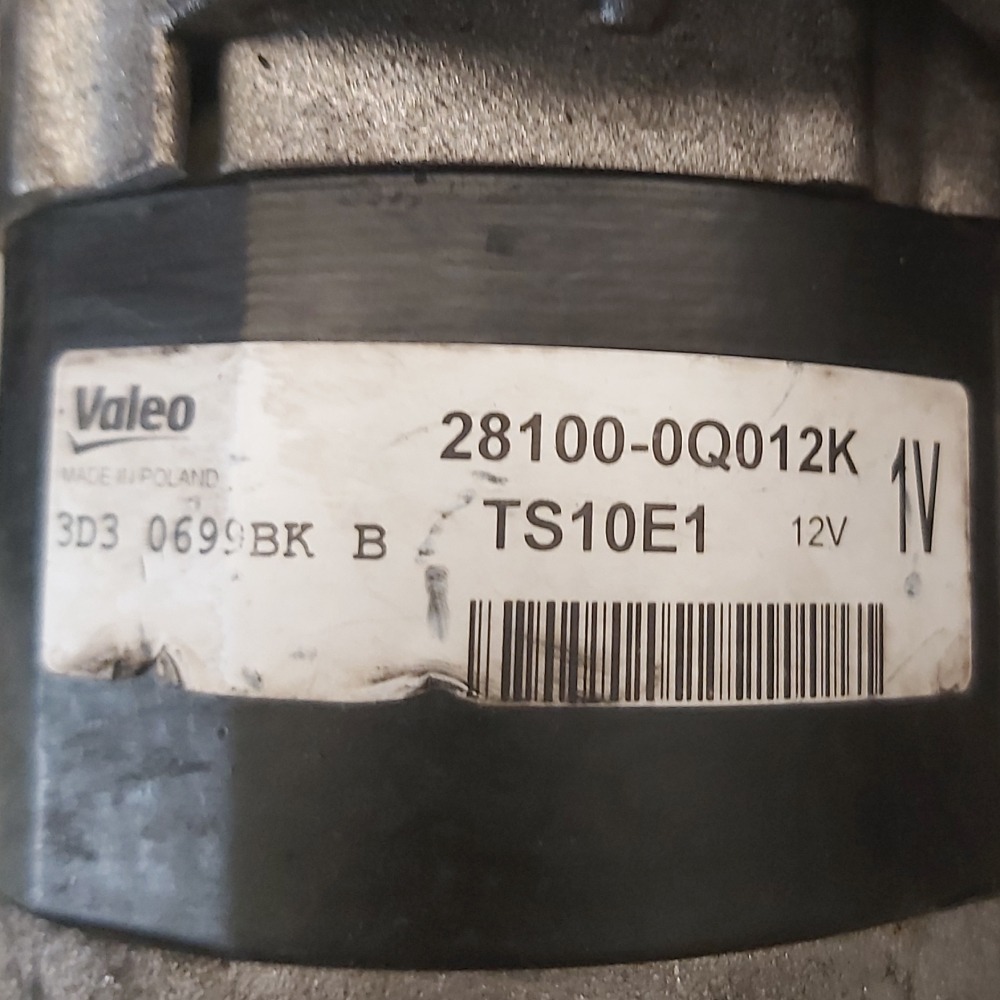 Valeo
MADE IN POLAND
3D3 0699BK B
28100-0Q012K
TS10E1 12V
1V